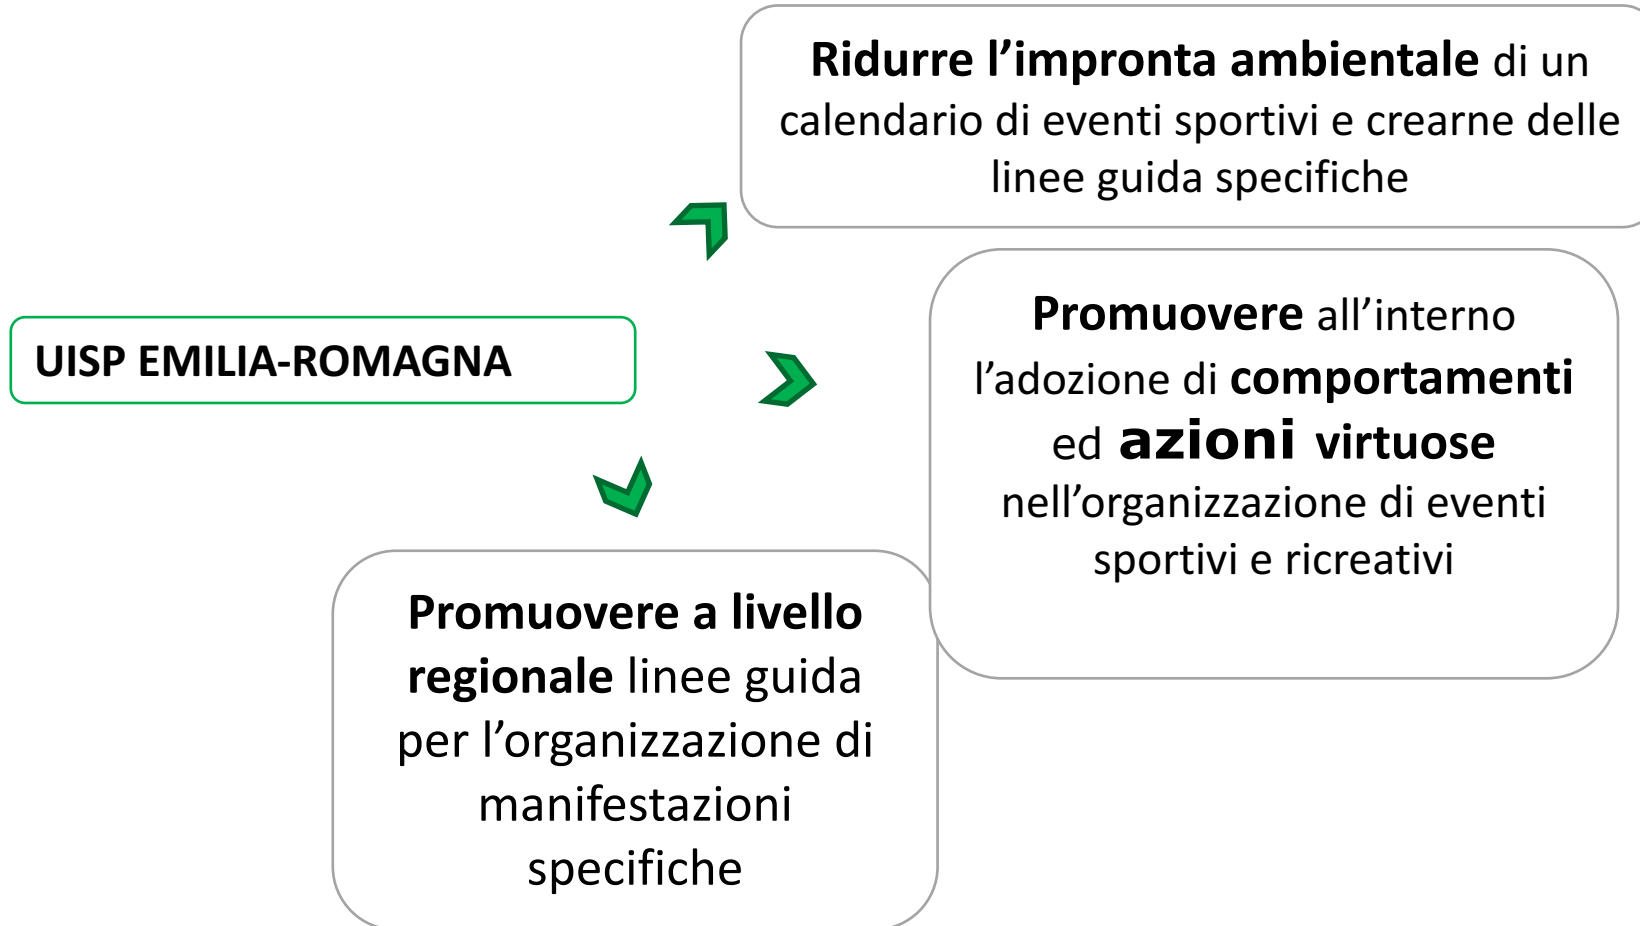 Ridurre l’impronta ambientale di un
calendario di eventi sportivi e crearne delle
linee guida specifiche
UISP EMILIA-ROMAGNA
Promuovere all’interno
l’adozione di comportamenti
ed azioni virtuose
nell’organizzazione di eventi
sportivi e ricreativi
Promuovere a livello
regionale linee guida
per l’organizzazione di
manifestazioni
specifiche